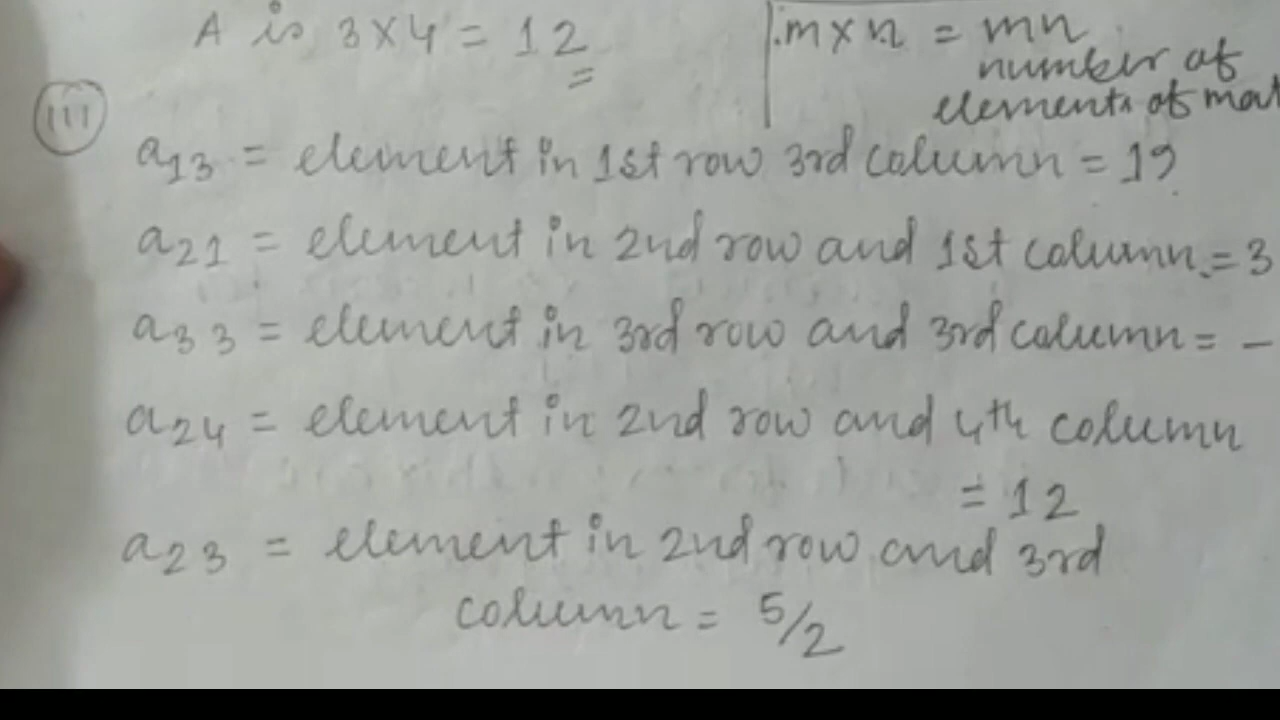 A is 3 × 4 = 12
m × n = mn
number of
elements of mat
(iii)
a13 = element in 1st row 3rd column = 19
a21 = element in 2nd row and 1st column = 3
a33 = element in 3rd row and 3rd column = –
a24 = element in 2nd row and 4th column
= 12
a23 = element in 2nd row and 3rd
column = 5/2